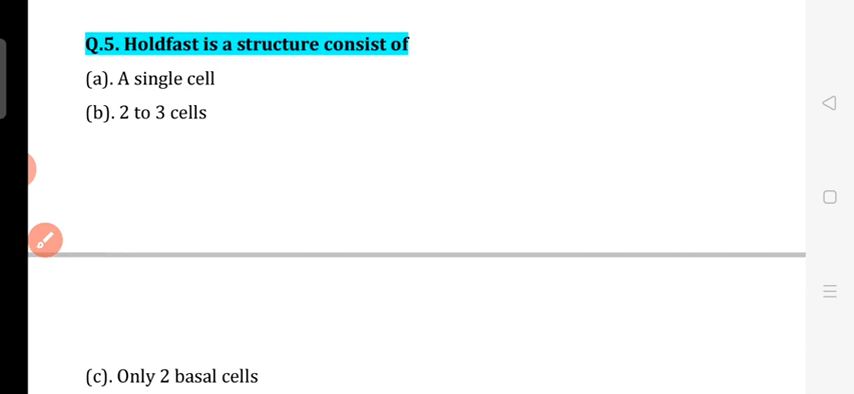 Q.5. Holdfast is a structure consist of
(a). A single cell
(b). 2 to 3 cells
(c). Only 2 basal cells